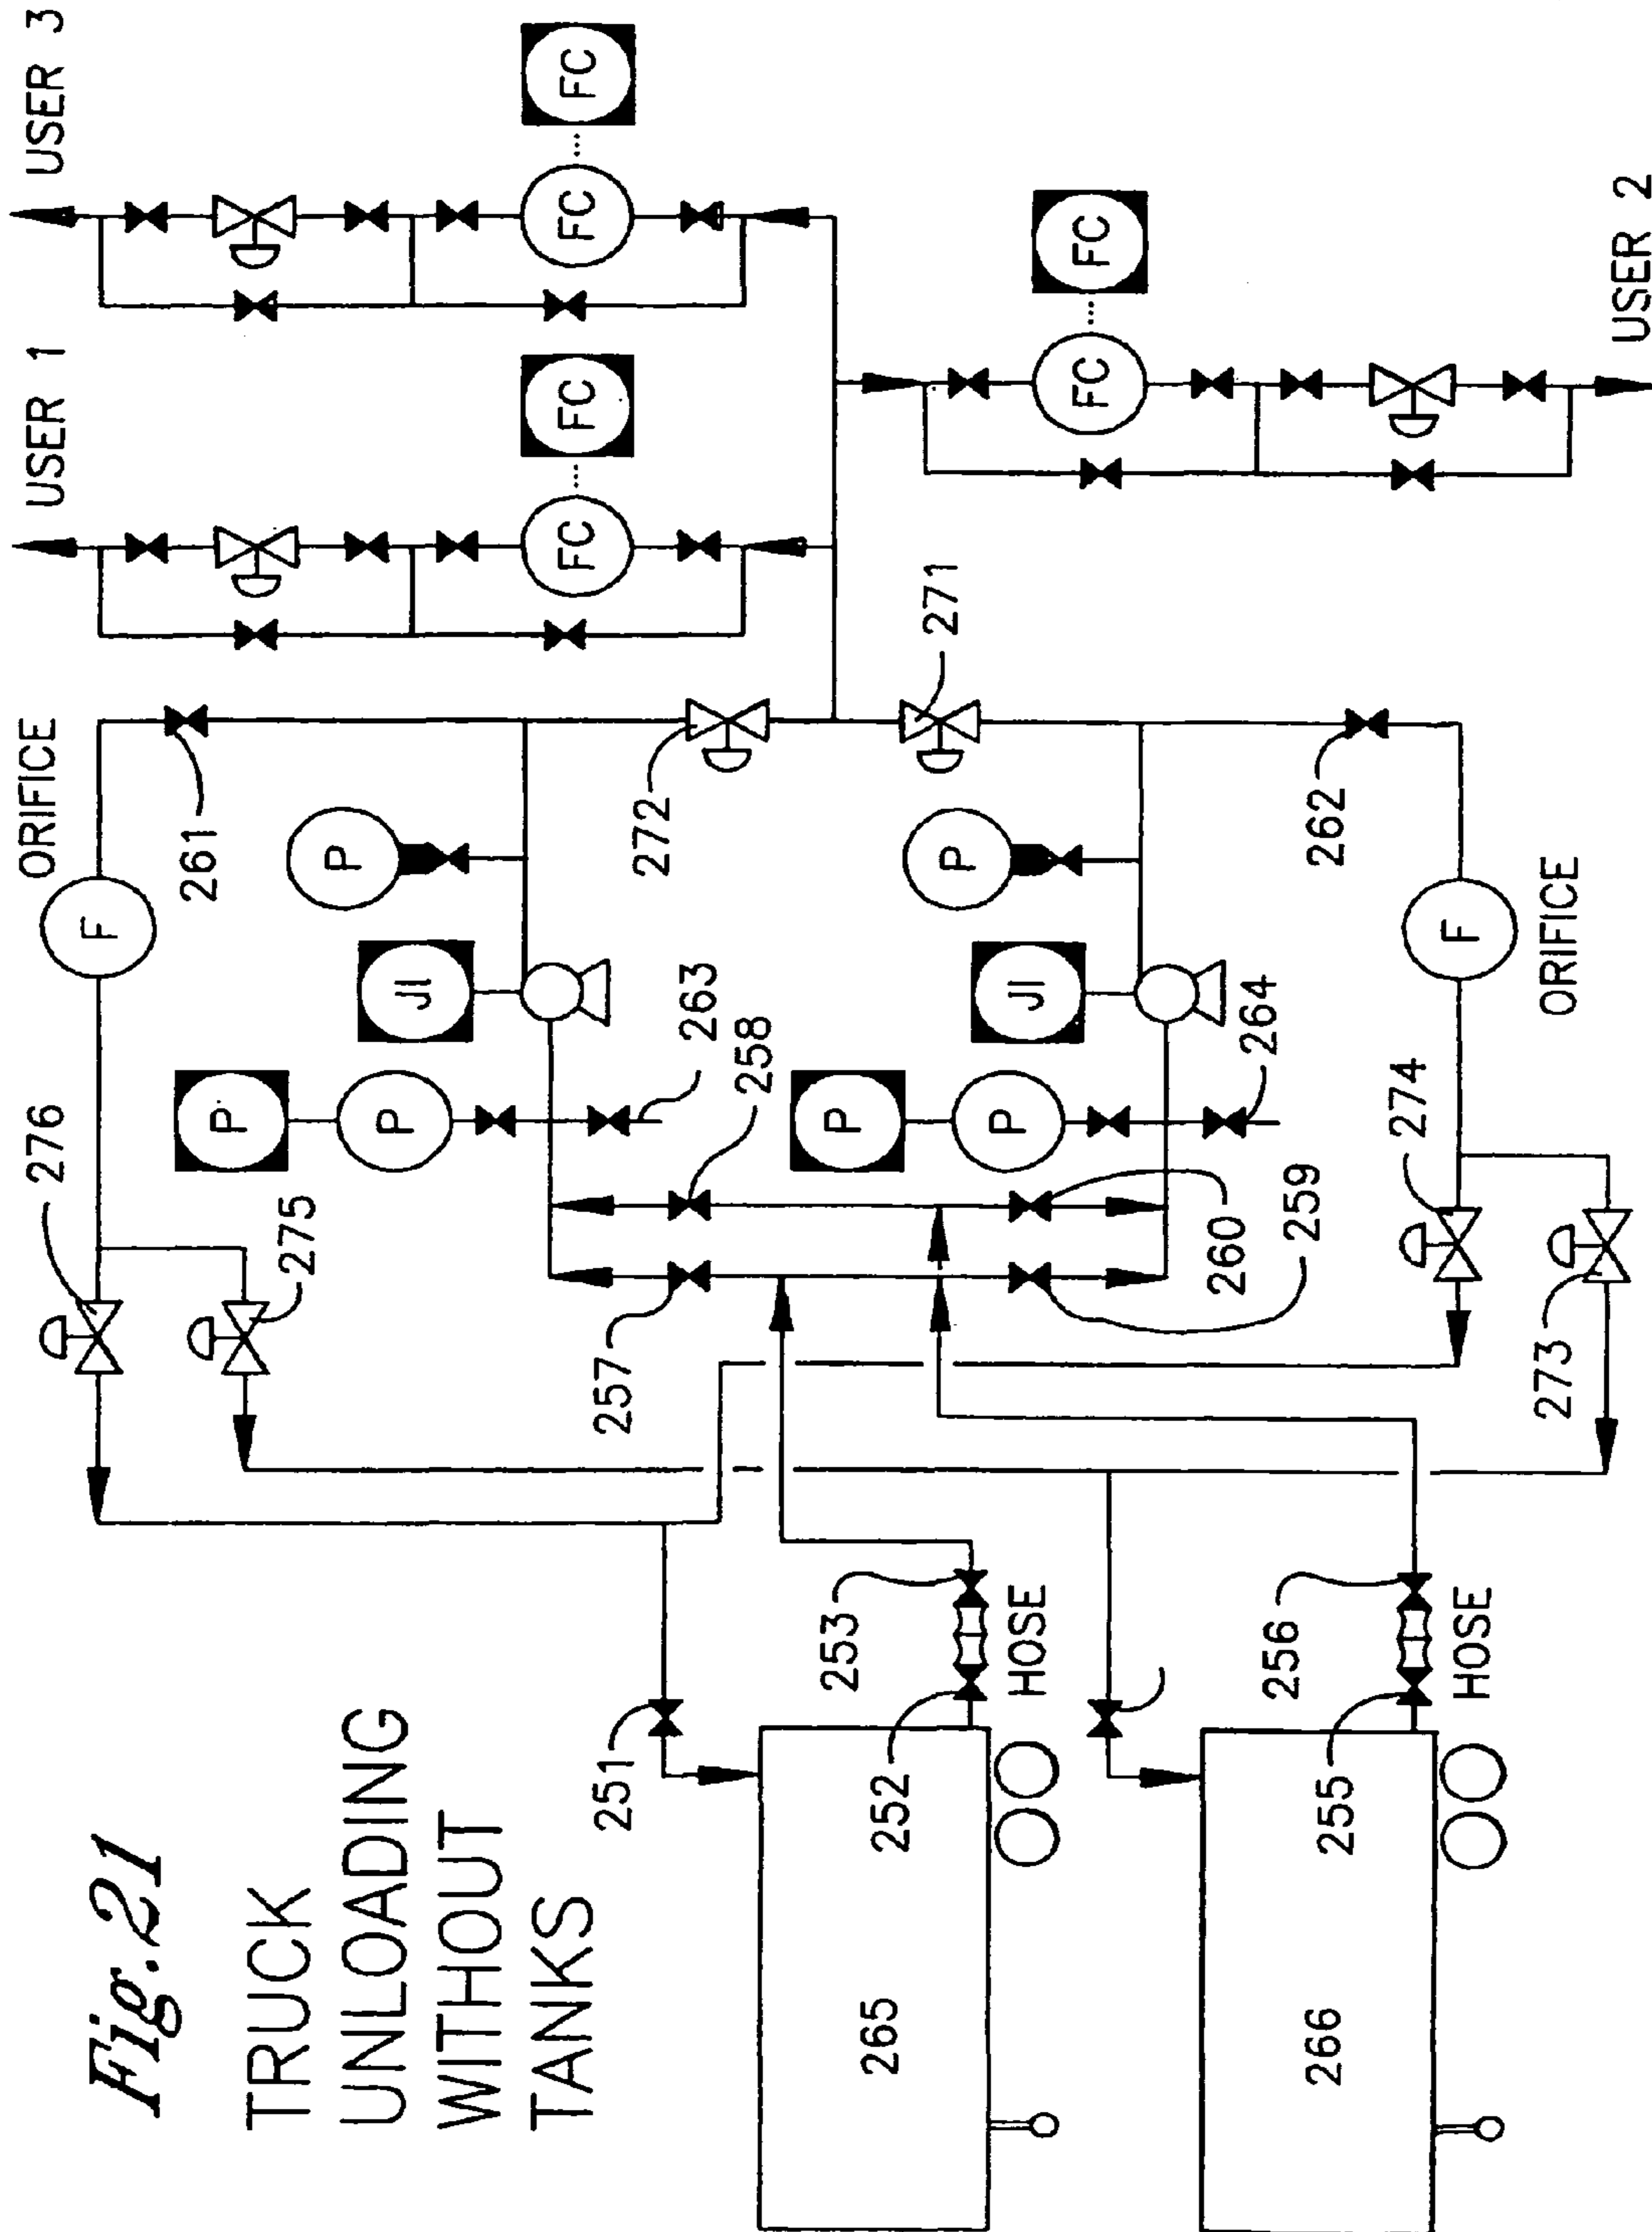 Fig.21
TRUCK
UNLOADING
WITHOUT
TANKS
276
F
ORIFICE
261
USER 1
USER 3
275
P
P
JI
P
FC
FC
FC
FC
263
258
272
257
251
265
252
253
HOSE
P
P
JI
P
271
264
260
259
266
255
256
HOSE
273
274
F
ORIFICE
262
FC
FC
USER 2